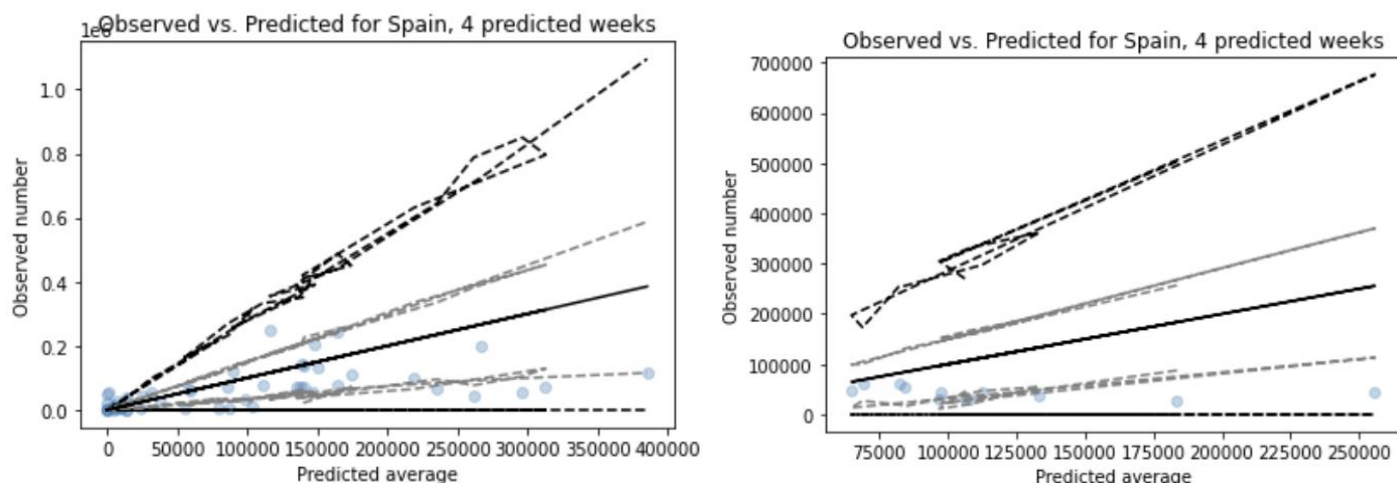 1e6
Observed vs. Predicted for Spain, 4 predicted weeks
1.0
0.8
0.6
0.4
0.2
0.0
Observed number
0 50000 100000 150000 200000 250000 300000 350000 400000
Predicted average
Observed vs. Predicted for Spain, 4 predicted weeks
700000
600000
500000
400000
300000
200000
100000
0
Observed number
75000 100000 125000 150000 175000 200000 225000 250000
Predicted average